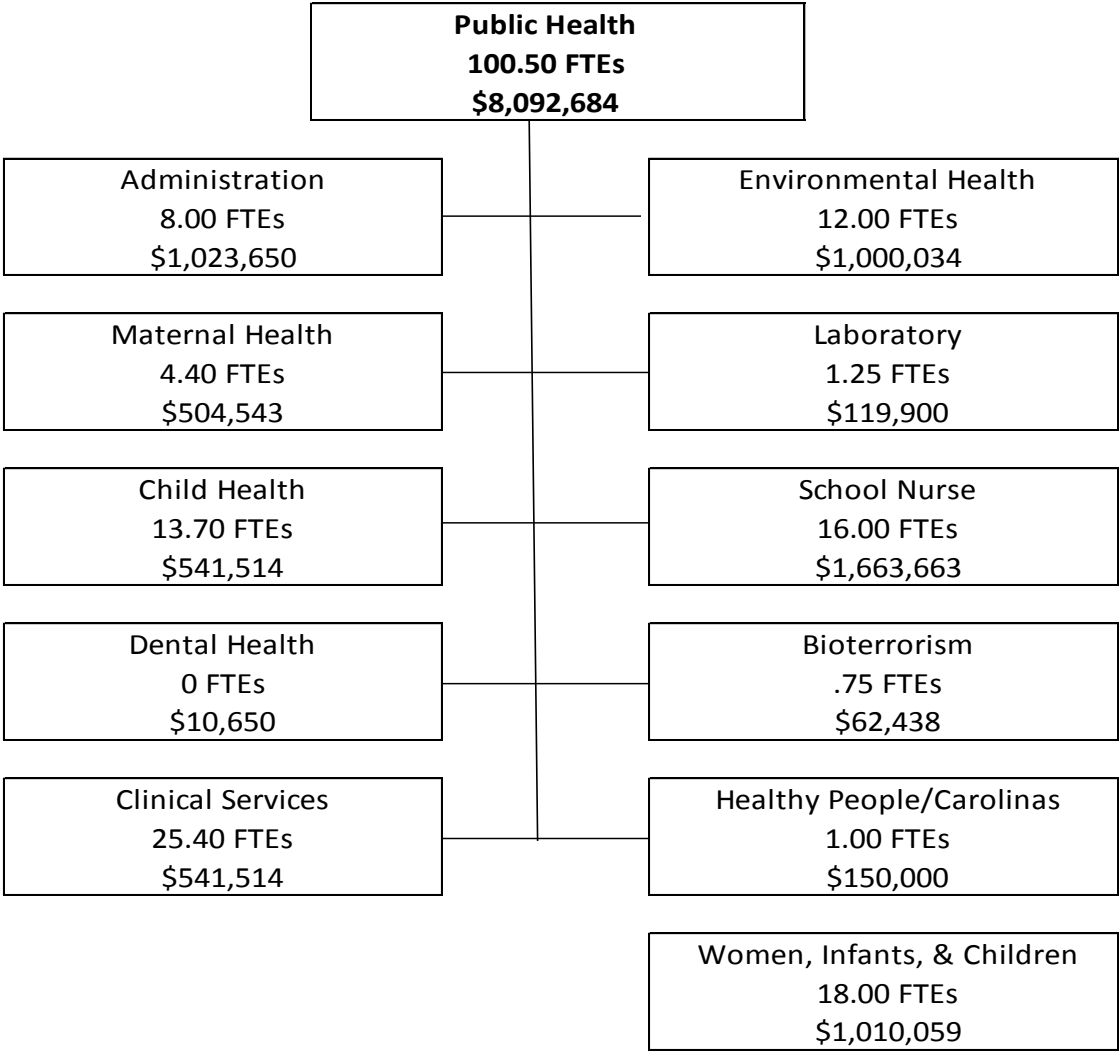 Public Health
100.50 FTEs
$8,092,684
Administration
8.00 FTEs
$1,023,650
Environmental Health
12.00 FTEs
$1,000,034
Maternal Health
4.40 FTEs
$504,543
Laboratory
1.25 FTEs
$119,900
Child Health
13.70 FTEs
$541,514
School Nurse
16.00 FTEs
$1,663,663
Dental Health
0 FTEs
$10,650
Bioterrorism
.75 FTEs
$62,438
Clinical Services
25.40 FTEs
$541,514
Healthy People/Carolinas
1.00 FTEs
$150,000
Women, Infants, & Children
18.00 FTEs
$1,010,059